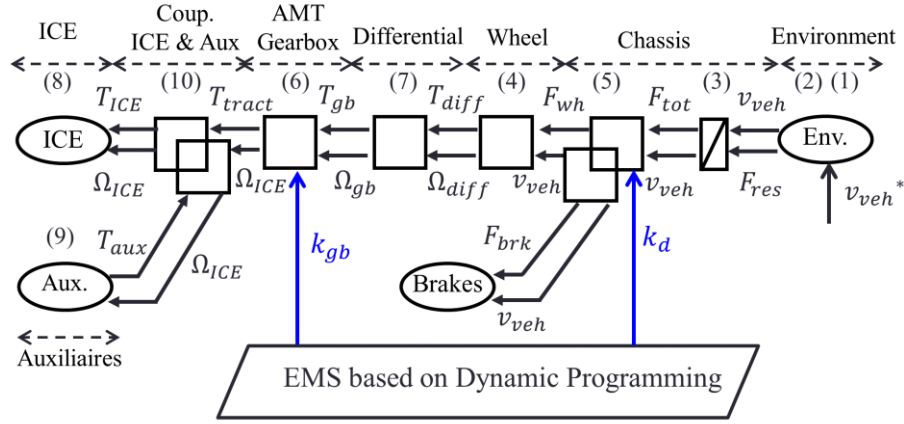 ICE
Coup.
ICE & Aux
AMT
Gearbox
Differential
Wheel
Chassis
Environment
(8)
(10)
(6)
(7)
(4)
(5)
(3)
(2) (1)
T_ICE
T_tract
T_gb
T_diff
F_wh
F_tot
v_veh
ICE
Env.
Ω_ICE
Ω_ICE
Ω_gb
Ω_diff
v_veh
v_veh
F_res
v_veh*
(9)
T_aux
Ω_ICE
k_gb
F_brk
k_d
Aux.
Brakes
v_veh
Auxiliaires
EMS based on Dynamic Programming